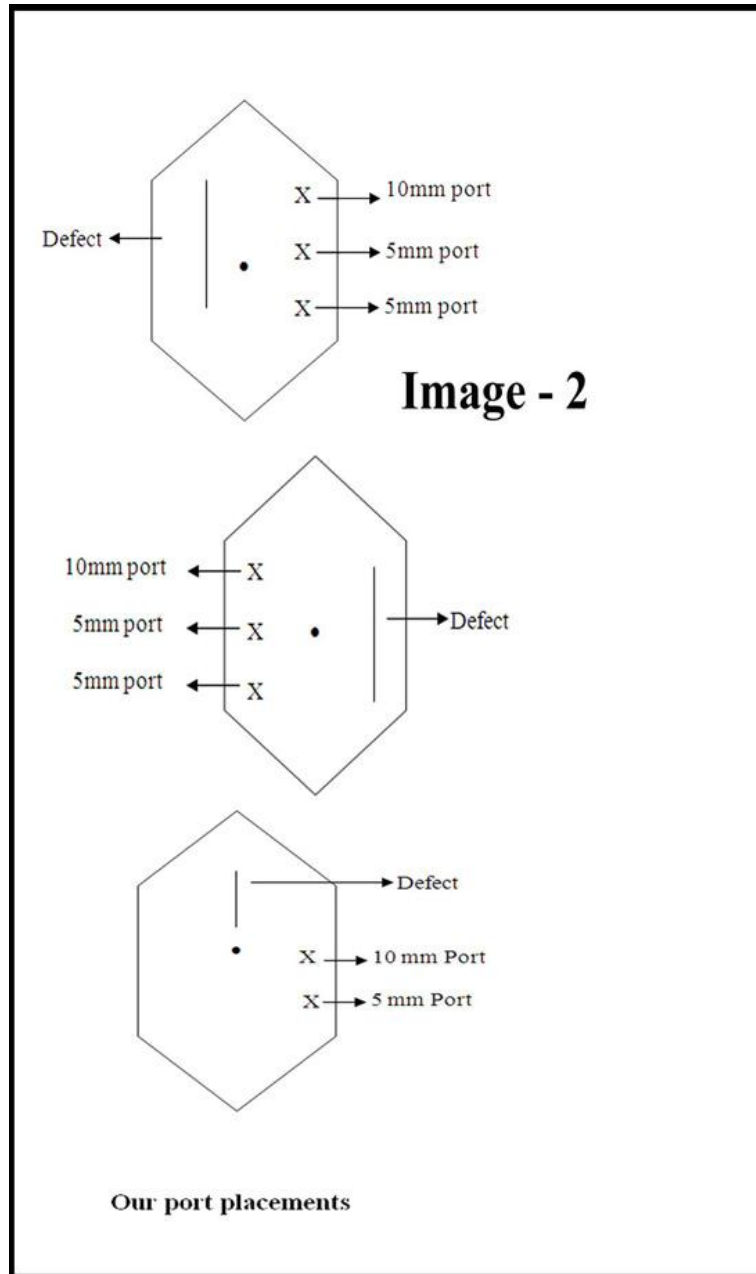 10mm port
Defect
5mm port
X
X
X
5mm port
Image - 2
10mm port
X
5mm port
X
Defect
5mm port
X
Defect
X
10 mm Port
X
5 mm Port
Our port placements